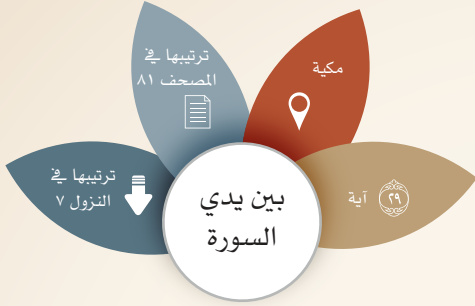 بين يدي
السورة
٢٩ آية
مكية
ترتيبها في
المصحف ٨١
ترتيبها في
النزول ٧